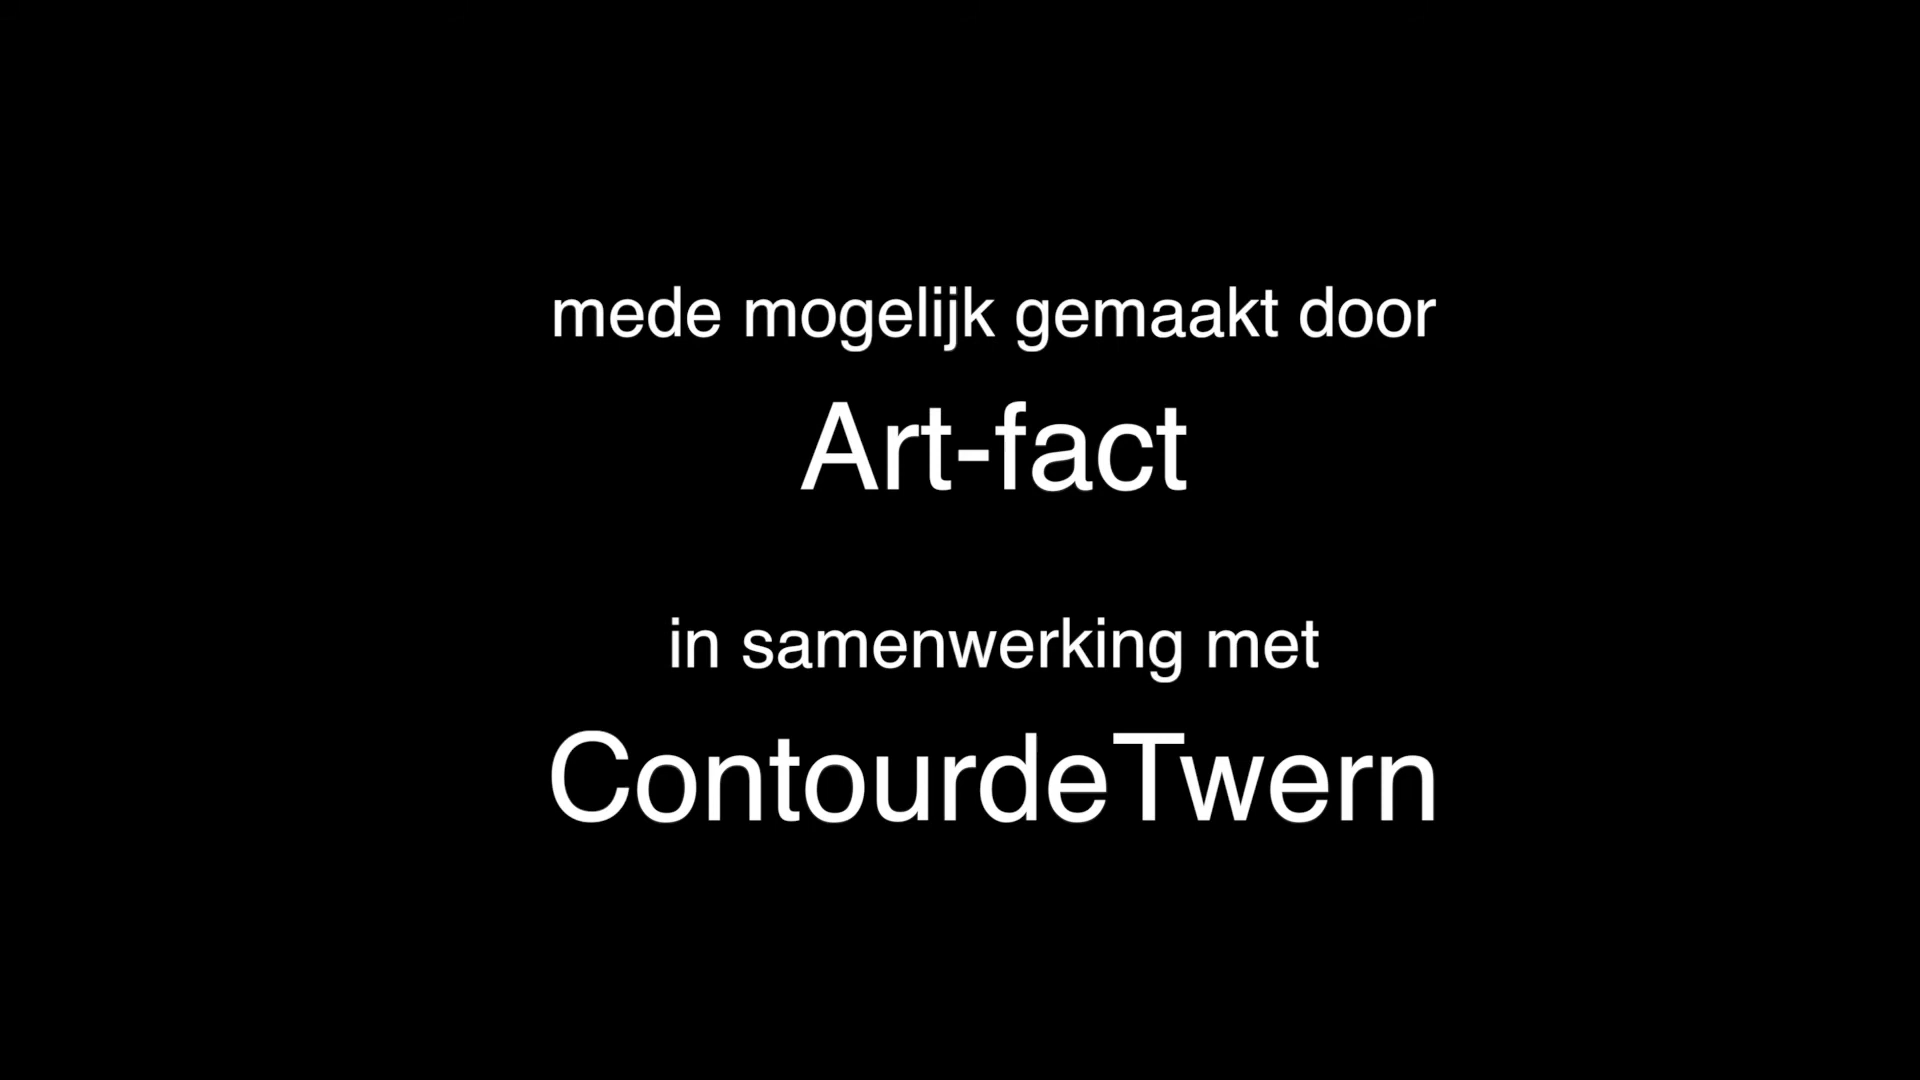 mede mogelijk gemaakt door
Art-fact
in samenwerking met
ContourdeTwern